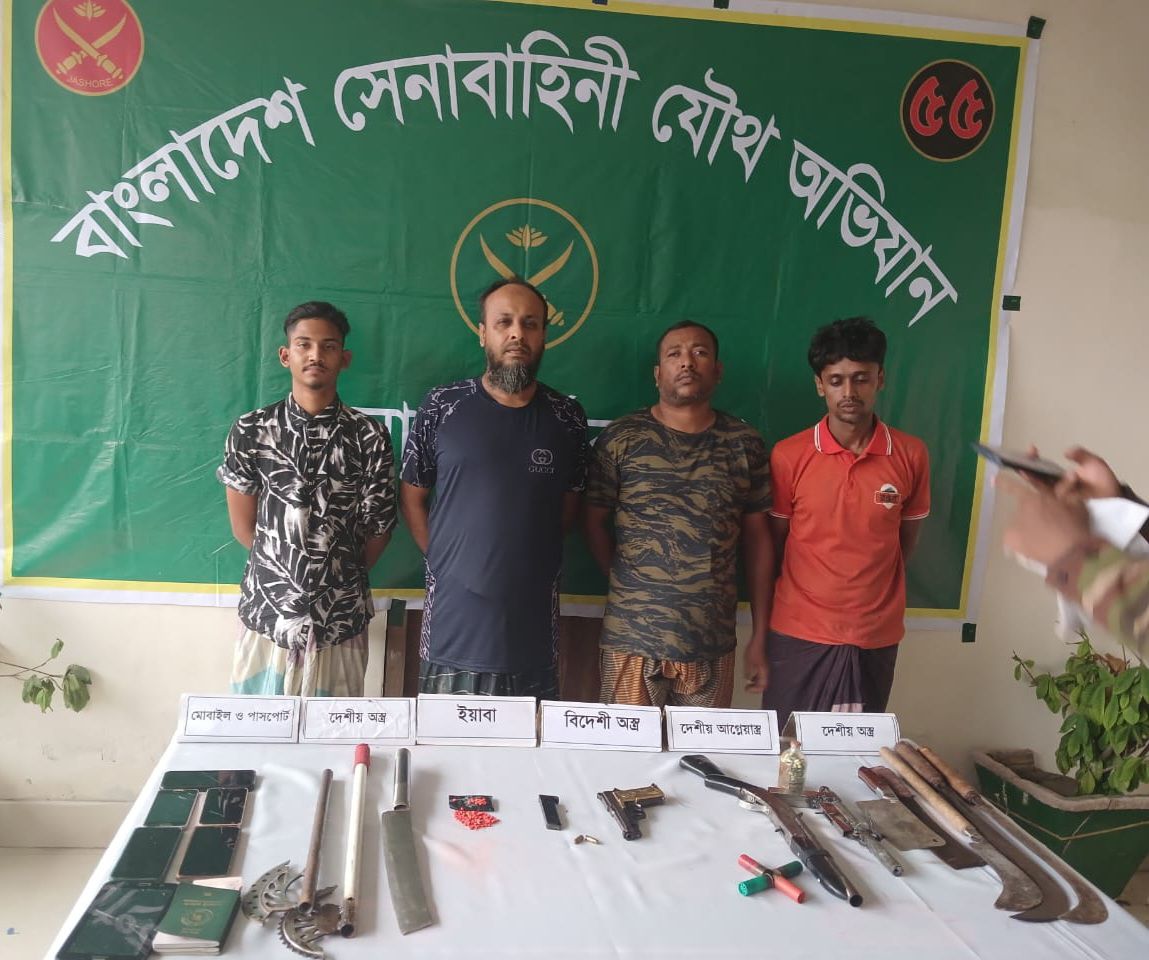 JASHORE
৫৫
বাংলাদেশ সেনাবাহিনী যৌথ অভিযান
GUCCI
মোবাইল ও পাসপোর্ট
দেশীয় অস্ত্র
ইয়াবা
বিদেশী অস্ত্র
দেশীয় আগ্নেয়াস্ত্র
দেশীয় অস্ত্র